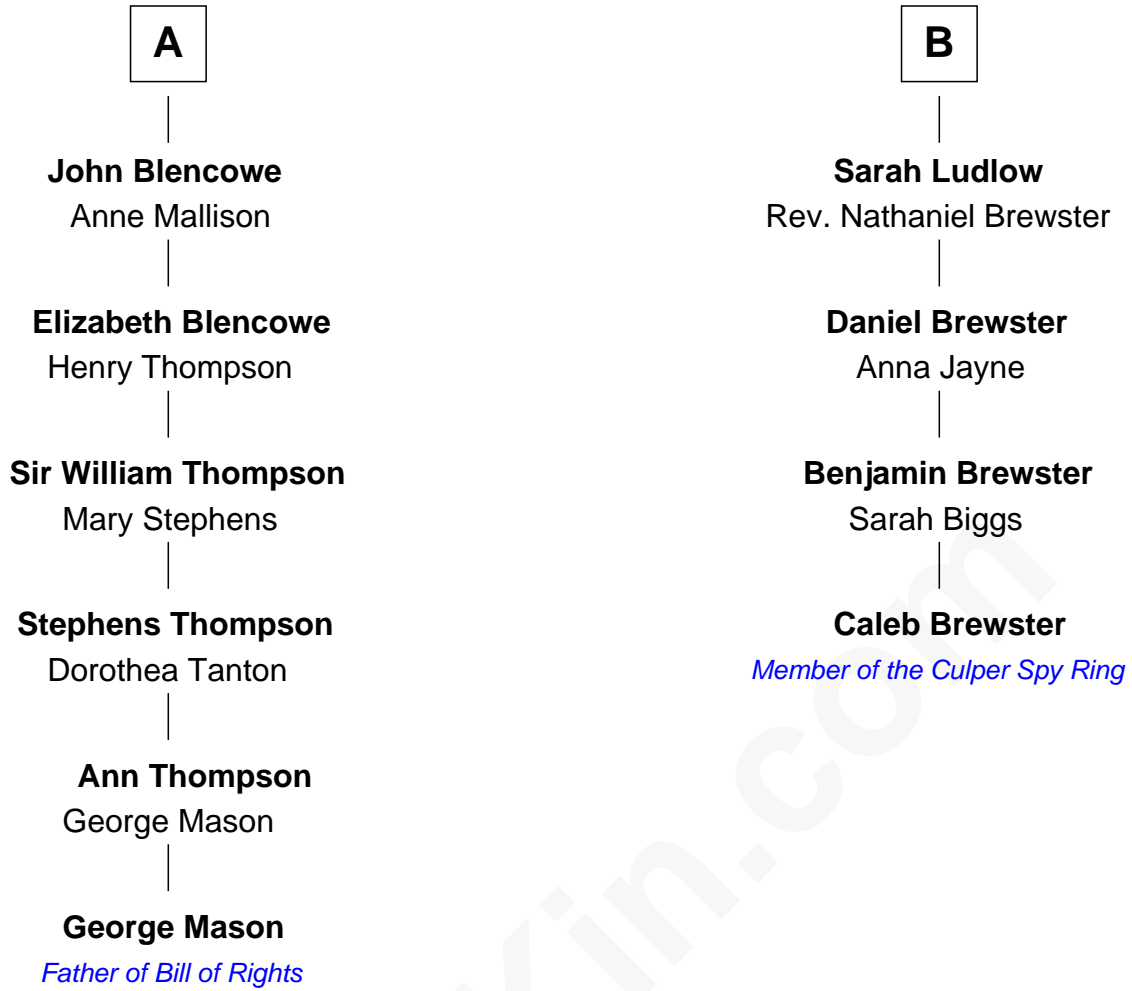 A
John Blencowe
Anne Mallison
Elizabeth Blencowe
Henry Thompson
Sir William Thompson
Mary Stephens
Stephens Thompson
Dorothea Tanton
Ann Thompson
George Mason
George Mason
Father of Bill of Rights
B
Sarah Ludlow
Rev. Nathaniel Brewster
Daniel Brewster
Anna Jayne
Benjamin Brewster
Sarah Biggs
Caleb Brewster
Member of the Culper Spy Ring
Kin.com